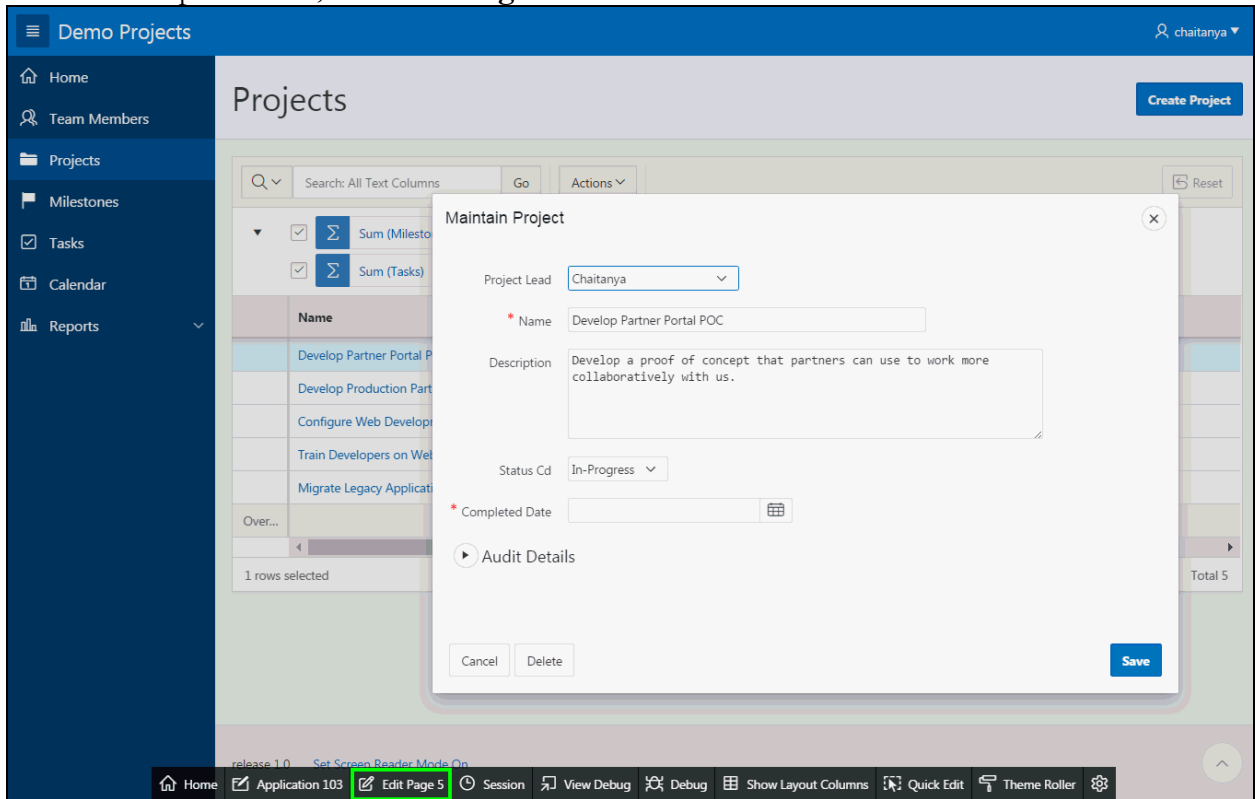 Demo Projects
chaitanya
Home
Team Members
Projects
Milestones
Tasks
Calendar
Reports
Projects
Create Project
Search: All Text Columns
Go
Actions
Reset
Sum (Milesto
Sum (Tasks)
Name
Develop Partner Portal P
Develop Production Part
Configure Web Develop
Train Developers on Web
Migrate Legacy Applicati
Over...
1 rows selected
Total 5
Maintain Project
Project Lead
Chaitanya
* Name
Develop Partner Portal POC
Description
Develop a proof of concept that partners can use to work more
collaboratively with us.
Status Cd
In-Progress
* Completed Date
Audit Details
Cancel
Delete
Save
release 1.0
Set Screen Reader Mode On
Home
Application 103
Edit Page 5
Session
View Debug
Debug
Show Layout Columns
Quick Edit
Theme Roller